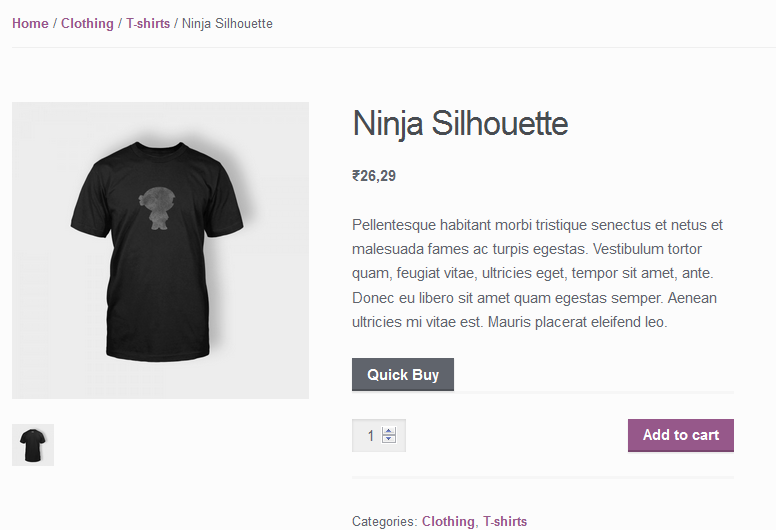 Home / Clothing / T-shirts / Ninja Silhouette
Ninja Silhouette
₹26,29
Pellentesque habitant morbi tristique senectus et netus et
malesuada fames ac turpis egestas. Vestibulum tortor
quam, feugiat vitae, ultricies eget, tempor sit amet, ante.
Donec eu libero sit amet quam egestas semper. Aenean
ultricies mi vitae est. Mauris placerat eleifend leo.
Quick Buy
1
Add to cart
Categories: Clothing, T-shirts